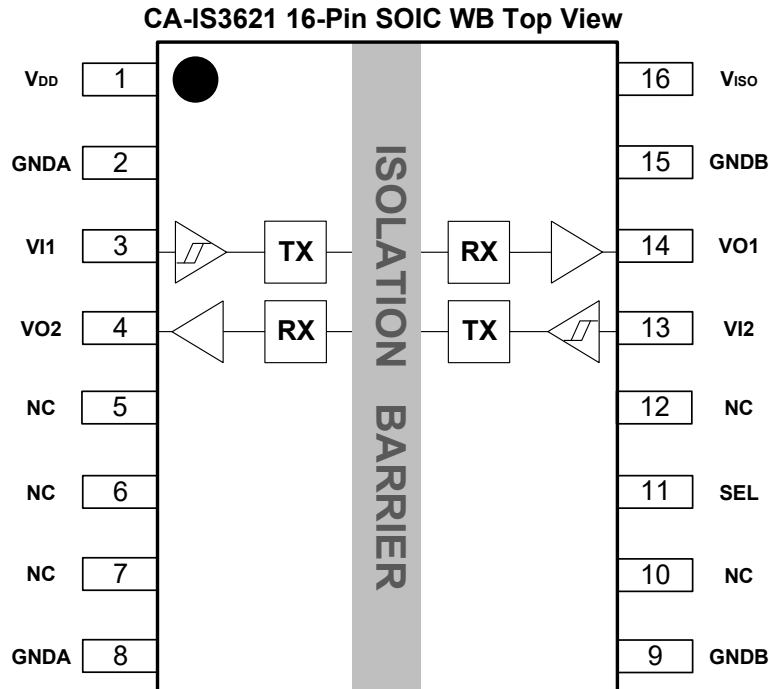 CA-IS3621 16-Pin SOIC WB Top View
VDD 1 16 VISO
GNDA 2 15 GNDB
VI1 3 TX RX 14 VO1
VO2 4 RX TX 13 VI2
NC 5 12 NC
NC 6 11 SEL
NC 7 10 NC
GNDA 8 9 GNDB
ISOLATION BARRIER